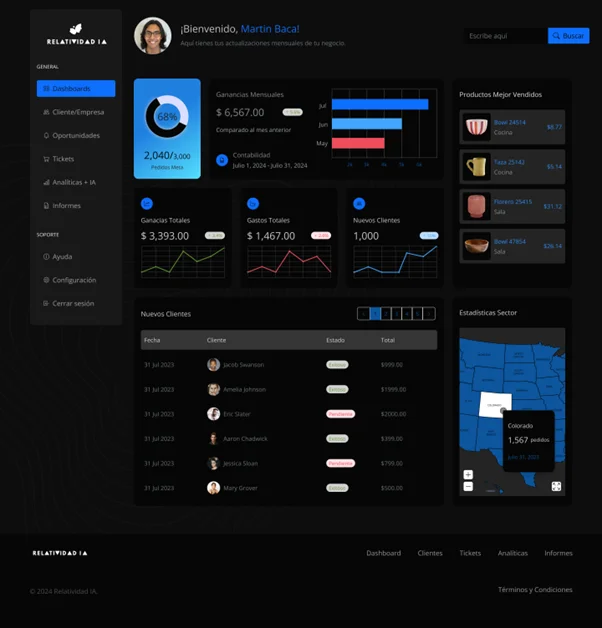 RELATIVIDAD IA
GENERAL
Dashboards
Cliente/Empresa
Oportunidades
Tickets
Analíticas + IA
Informes
SOPORTE
Ayuda
Configuración
Cerrar sesión
¡Bienvenido, Martin Baca!
Aquí tienes tus actualizaciones mensuales de tu negocio.
Escribe aquí
Buscar
68%
2,040/3,000
Pedidos Meta
Ganancias Mensuales
$ 6,567.00
Comparado al mes anterior
Contabilidad
Julio 1, 2024 - Julio 31, 2024
Jul
Jun
May
Productos Mejor Vendidos
Bowl 24514
Cocina
$8.77
Taza 25142
Cocina
$5.14
Florero 25415
Sala
$31.12
Bowl 47854
Sala
$26.14
Ganacias Totales
$ 3,393.00
Gastos Totales
$ 1,467.00
Nuevos Clientes
1,000
Nuevos Clientes
1 2 3 4 5
Fecha Cliente Estado Total
31 Jul 2023 Jacob Swanson Exitoso $999.00
31 Jul 2023 Amelia Johnson Exitoso $1999.00
31 Jul 2023 Eric Slater Pendiente $2000.00
31 Jul 2023 Aaron Chadwick Exitoso $399.00
31 Jul 2023 Jessica Sloan Pendiente $799.00
31 Jul 2023 Mary Grover Exitoso $500.00
Estadísticas Sector
COLORADO
Colorado
1,567 pedidos
Julio 31, 2023
+
−
RELATIVIDAD IA
Dashboard Clientes Tickets Analíticas Informes
© 2024 Relatividad IA.
Términos y Condiciones